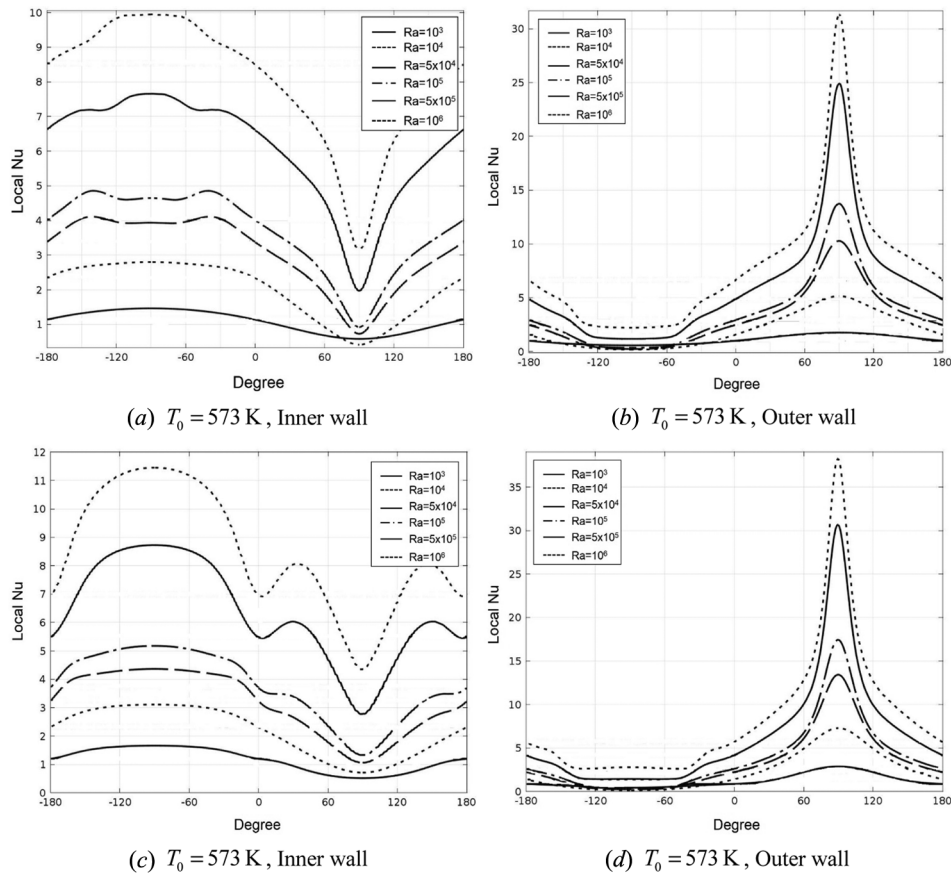 10
9
8
7
6
5
4
3
2
1
Local Nu
Ra=10³
Ra=10⁴
Ra=5x10⁴
Ra=10⁵
Ra=5x10⁵
Ra=10⁶
-180 -120 -60 0 60 120 180
Degree
(a) T₀ = 573 K , Inner wall
30
25
20
15
10
5
0
Local Nu
Ra=10³
Ra=10⁴
Ra=5x10⁴
Ra=10⁵
Ra=5x10⁵
Ra=10⁶
-180 -120 -60 0 60 120 180
Degree
(b) T₀ = 573 K , Outer wall
12
11
10
9
8
7
6
5
4
3
2
1
0
Local Nu
Ra=10³
Ra=10⁴
Ra=5x10⁴
Ra=10⁵
Ra=5x10⁵
Ra=10⁶
-180 -120 -60 0 60 120 180
Degree
(c) T₀ = 573 K , Inner wall
35
30
25
20
15
10
5
0
Local Nu
Ra=10³
Ra=10⁴
Ra=5x10⁴
Ra=10⁵
Ra=5x10⁵
Ra=10⁶
-180 -120 -60 0 60 120 180
Degree
(d) T₀ = 573 K , Outer wall